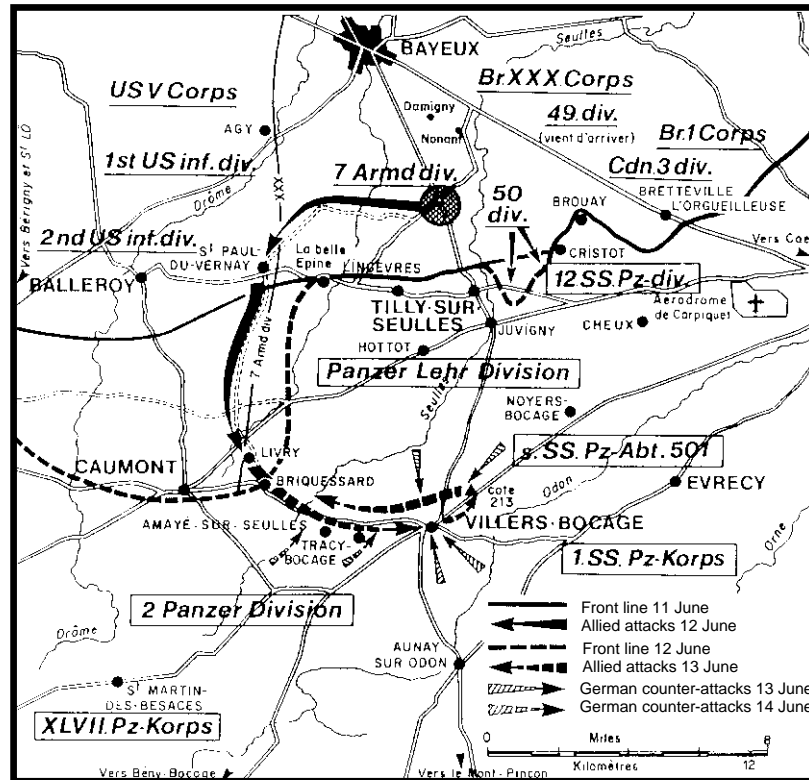 BAYEUX
Seulles
US V Corps
Br. XXX. Corps
Damigny
49. div.
(vient d'arriver)
AGY
Nonant
Br. 1 Corps
1st US inf. div.
7 Armd div.
Cdn. 3 div.
Drôme
XXX
50
div.
BRETTEVILLE
L'ORGUEILLEUSE
BROUAY
Vers Bérigny et St LO
2nd US inf. div.
St PAUL-
DU-VERNAY
La belle
Epine
LINGEVRES
CRISTOT
Vers Cae
BALLEROY
12 SS. Pz-div.
TILLY-SUR-
SEULLES
JUVIGNY
Aérodrome
de Carpiquet
CHEUX
HOTTOT
7 Armd div
Panzer Lehr Division
Seulles
NOYERS-
BOCAGE
LIVRY
s. SS. Pz-Abt. 501
CAUMONT
BRIQUESSARD
cote
213
Odon
EVRECY
AMAYÉ-SUR-SEULLES
VILLERS-BOCAGE
TRACY-
BOCAGE
1. SS. Pz-Korps
Orne
2 Panzer Division
Front line 11 June
Allied attacks 12 June
Drôme
AUNAY
SUR ODON
Front line 12 June
Allied attacks 13 June
St MARTIN-
DES-BESACES
German counter-attacks 13 June
German counter-attacks 14 June
XLVII. Pz-Korps
0 Miles 8
Kilomètres 12
Vers Bény-Bocage
Vers le Mont-Pinçon